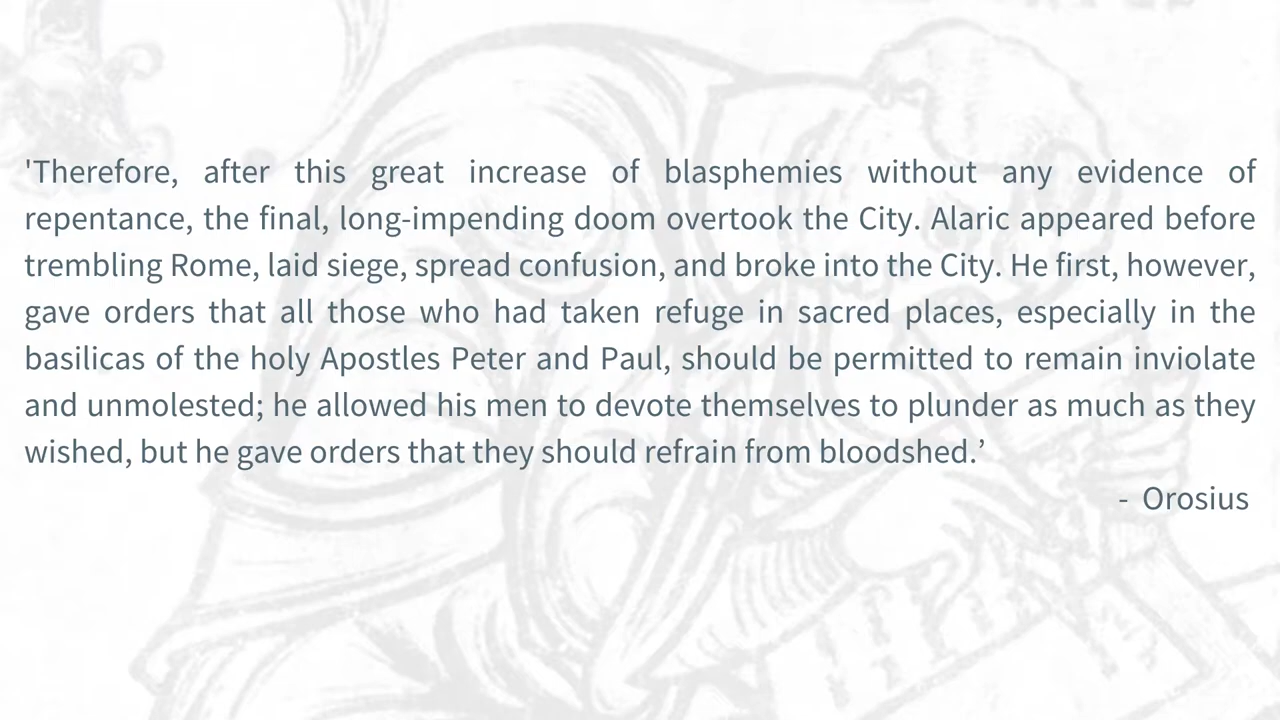 'Therefore, after this great increase of blasphemies without any evidence of
repentance, the final, long-impending doom overtook the City. Alaric appeared before
trembling Rome, laid siege, spread confusion, and broke into the City. He first, however,
gave orders that all those who had taken refuge in sacred places, especially in the
basilicas of the holy Apostles Peter and Paul, should be permitted to remain inviolate
and unmolested; he allowed his men to devote themselves to plunder as much as they
wished, but he gave orders that they should refrain from bloodshed.’
- Orosius